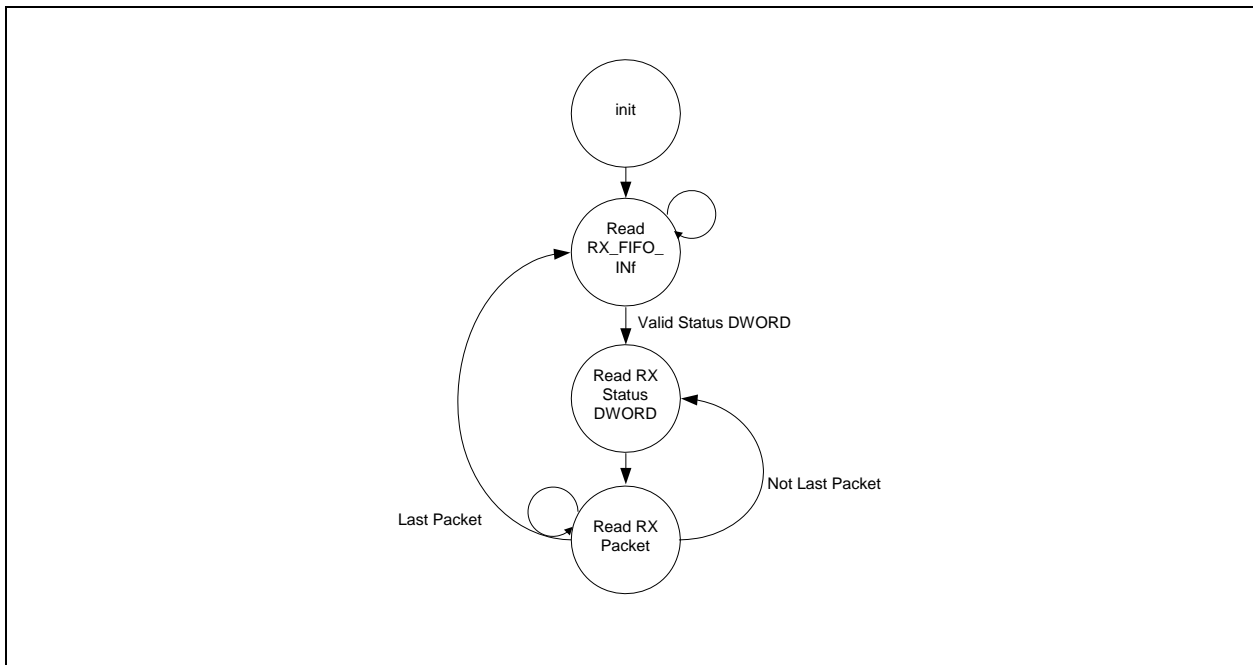 init
Read
RX_FIFO_
INf
Valid Status DWORD
Read RX
Status
DWORD
Not Last Packet
Last Packet
Read RX
Packet